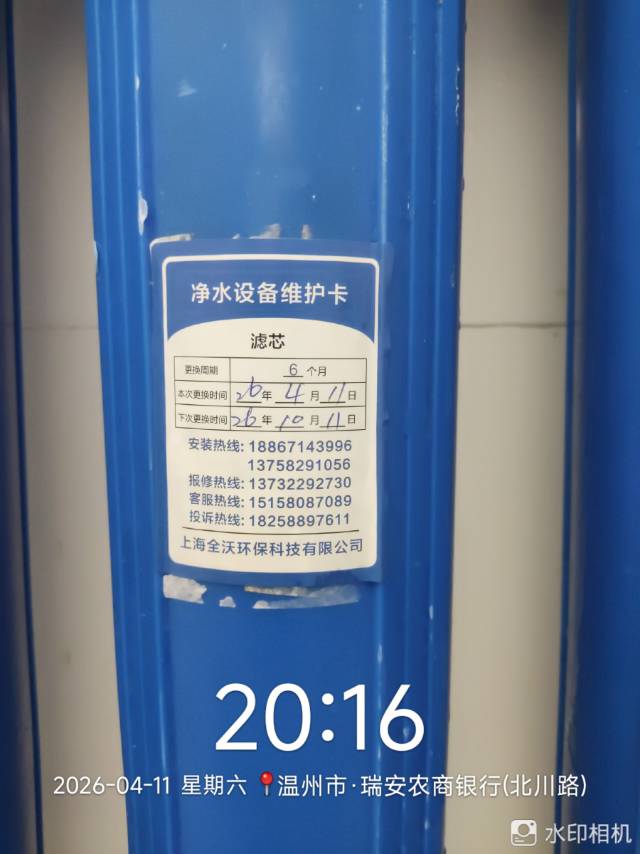 净水设备维护卡
滤芯
更换周期 6 个月
本次更换时间 26 年 4 月 11 日
下次更换时间 26 年 10 月 11 日
安装热线: 18867143996
13758291056
报修热线: 13732292730
客服热线: 15158087089
投诉热线: 18258897611
上海全沃环保科技有限公司
20:16
2026-04-11 星期六 温州市·瑞安农商银行(北川路)
水印相机